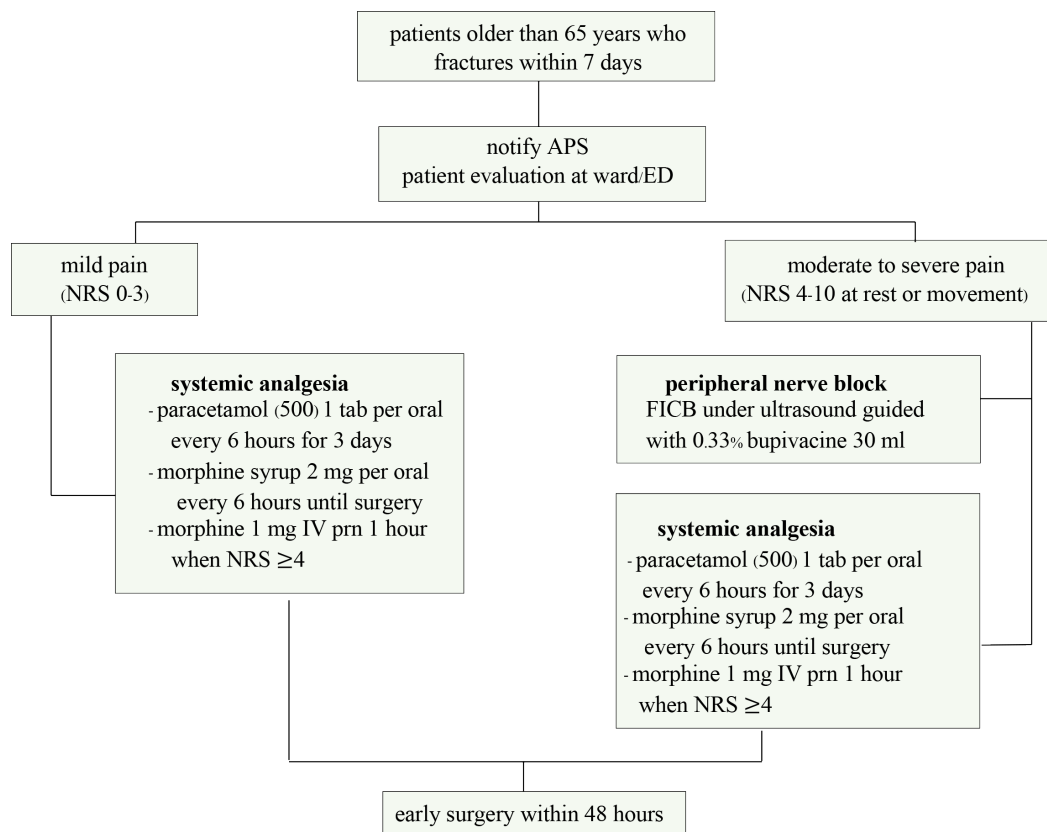 patients older than 65 years who
fractures within 7 days
notify APS
patient evaluation at ward/ED
mild pain
(NRS 0-3)
moderate to severe pain
(NRS 4-10 at rest or movement)
systemic analgesia
- paracetamol (500) 1 tab per oral
every 6 hours for 3 days
- morphine syrup 2 mg per oral
every 6 hours until surgery
- morphine 1 mg IV prn 1 hour
when NRS ≥4
peripheral nerve block
FICB under ultrasound guided
with 0.33% bupivacine 30 ml
systemic analgesia
- paracetamol (500) 1 tab per oral
every 6 hours for 3 days
- morphine syrup 2 mg per oral
every 6 hours until surgery
- morphine 1 mg IV prn 1 hour
when NRS ≥4
early surgery within 48 hours